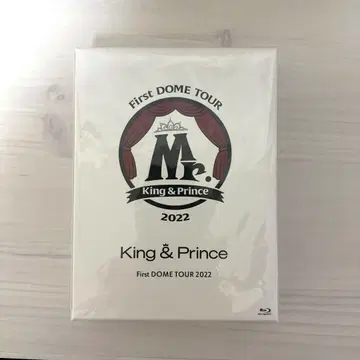 First DOME TOUR
Mr.
King & Prince
2022
King & Prince
First DOME TOUR 2022